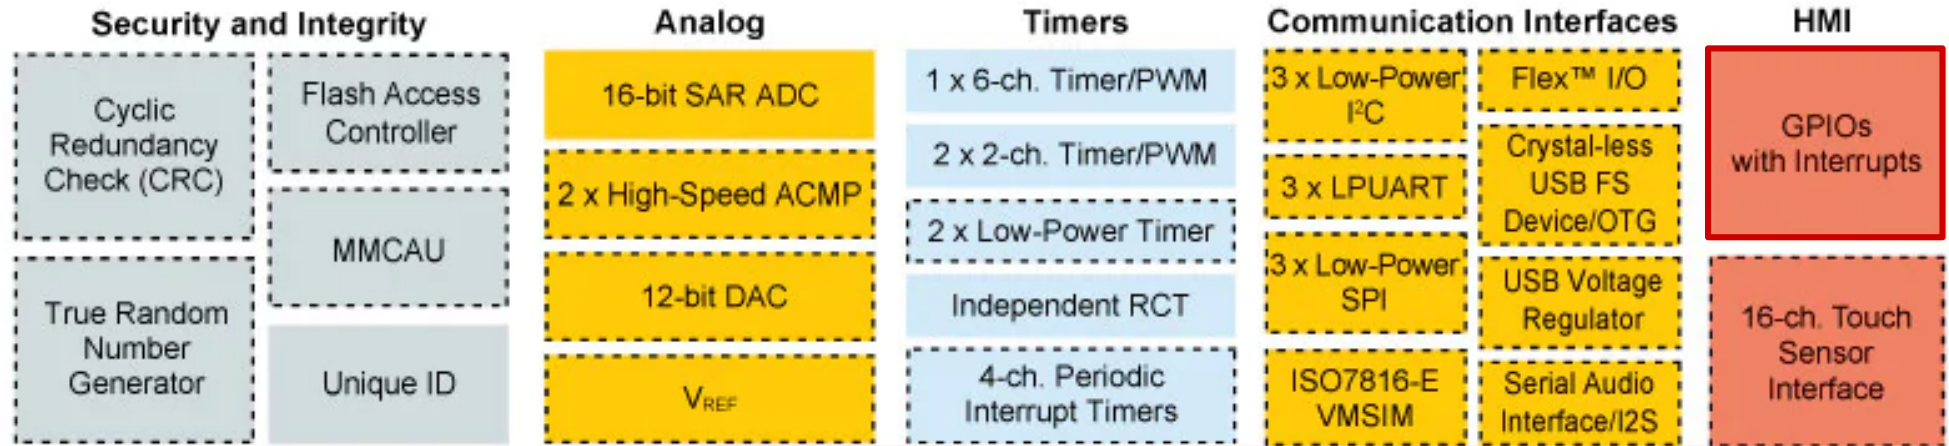 Security and Integrity
Cyclic
Redundancy
Check (CRC)
Flash Access
Controller
MMCAU
True Random
Number
Generator
Unique ID
Analog
16-bit SAR ADC
2 x High-Speed ACMP
12-bit DAC
VREF
Timers
1 x 6-ch. Timer/PWM
2 x 2-ch. Timer/PWM
2 x Low-Power Timer
Independent RCT
4-ch. Periodic
Interrupt Timers
Communication Interfaces
3 x Low-Power
I²C
3 x LPUART
3 x Low-Power
SPI
ISO7816-E
VMSIM
Flex™ I/O
Crystal-less
USB FS
Device/OTG
USB Voltage
Regulator
Serial Audio
Interface/I2S
HMI
GPIOs
with Interrupts
16-ch. Touch
Sensor
Interface